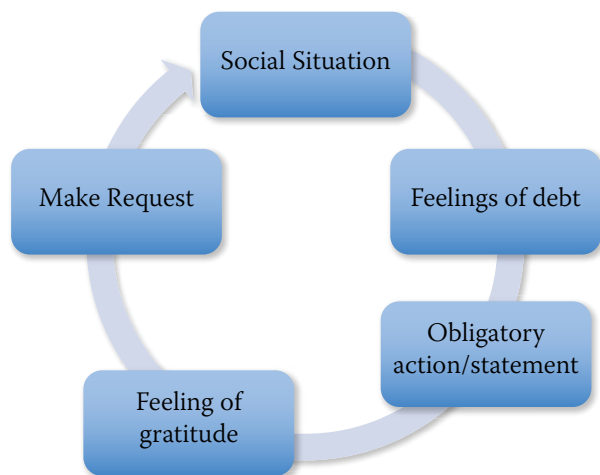 Social Situation
Feelings of debt
Obligatory
action/statement
Feeling of
gratitude
Make Request